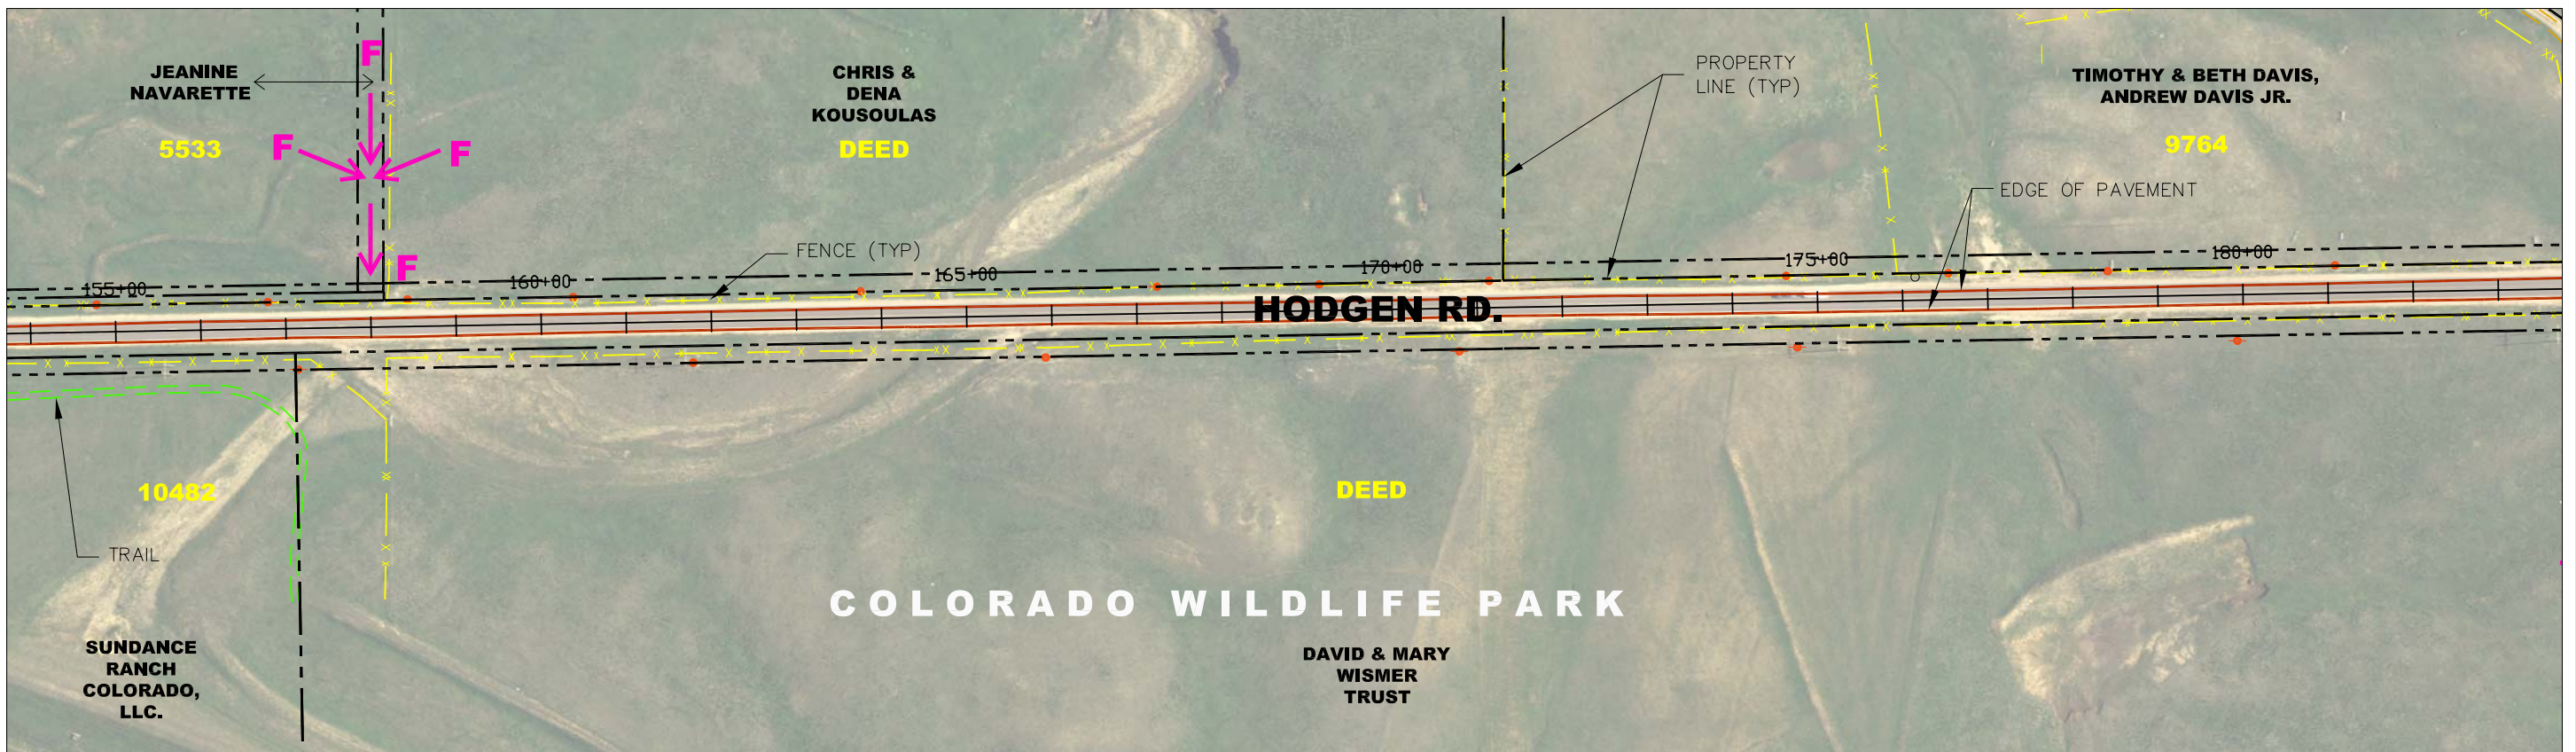 F
JEANINE
NAVARETTE
5533
F
F
F
CHRIS &
DENA
KOUSOULAS
DEED
PROPERTY
LINE (TYP)
TIMOTHY & BETH DAVIS,
ANDREW DAVIS JR.
9764
EDGE OF PAVEMENT
FENCE (TYP)
155+00
160+00
165+00
170+00
175+00
180+00
HODGEN RD.
10482
TRAIL
DEED
COLORADO WILDLIFE PARK
SUNDANCE
RANCH
COLORADO,
LLC.
DAVID & MARY
WISMER
TRUST